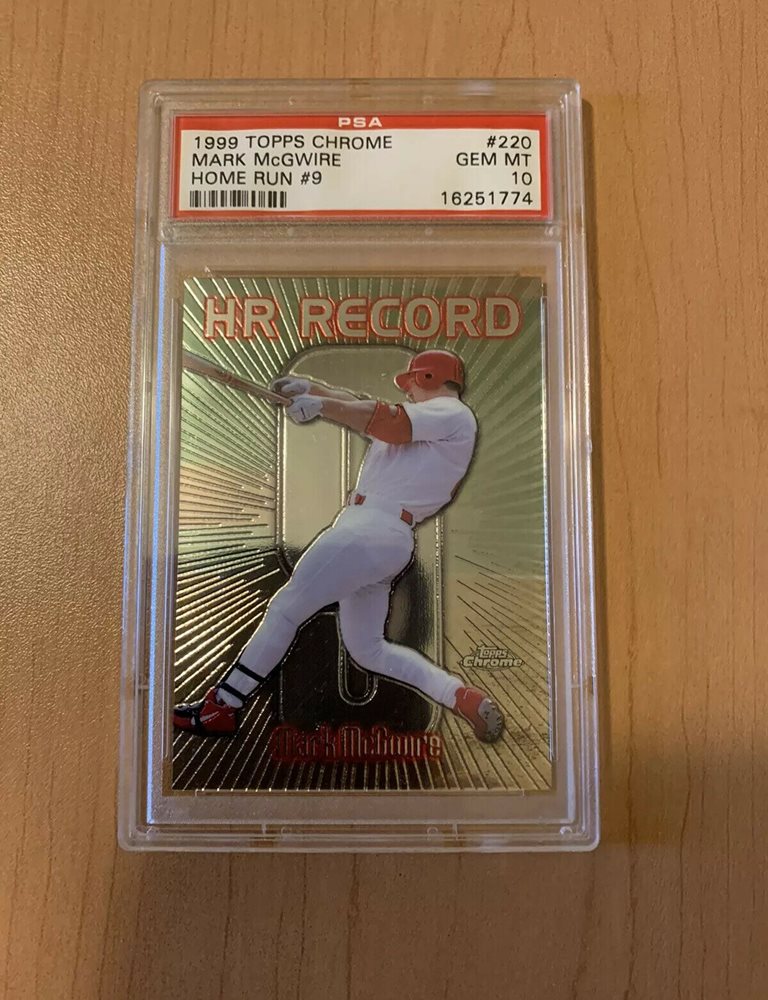 PSA
1999 TOPPS CHROME #220
MARK McGWIRE GEM MT
HOME RUN #9 10
16251774
HR RECORD
9
TOPPS
Chrome
Mark McGwire